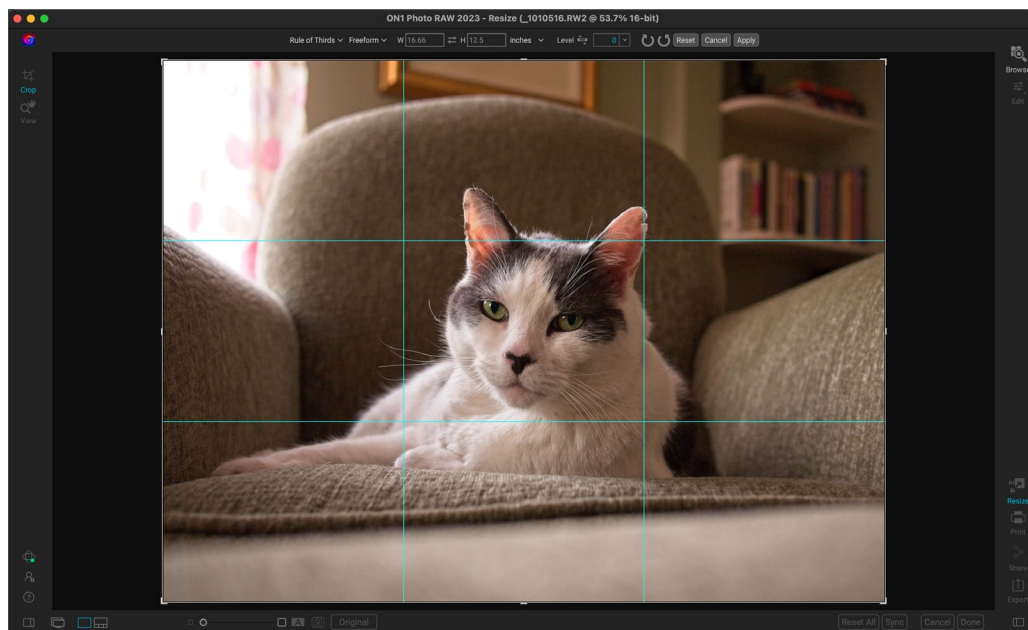 ON1 Photo RAW 2023 - Resize (_1010516.RW2 @ 53.7% 16-bit)
Rule of Thirds Freeform W 16.66 H 12.5 inches Level 0 Reset Cancel Apply
Crop
View
Browse
Edit
Resize
Print
Share
Export
Original
Reset All Sync Cancel Done